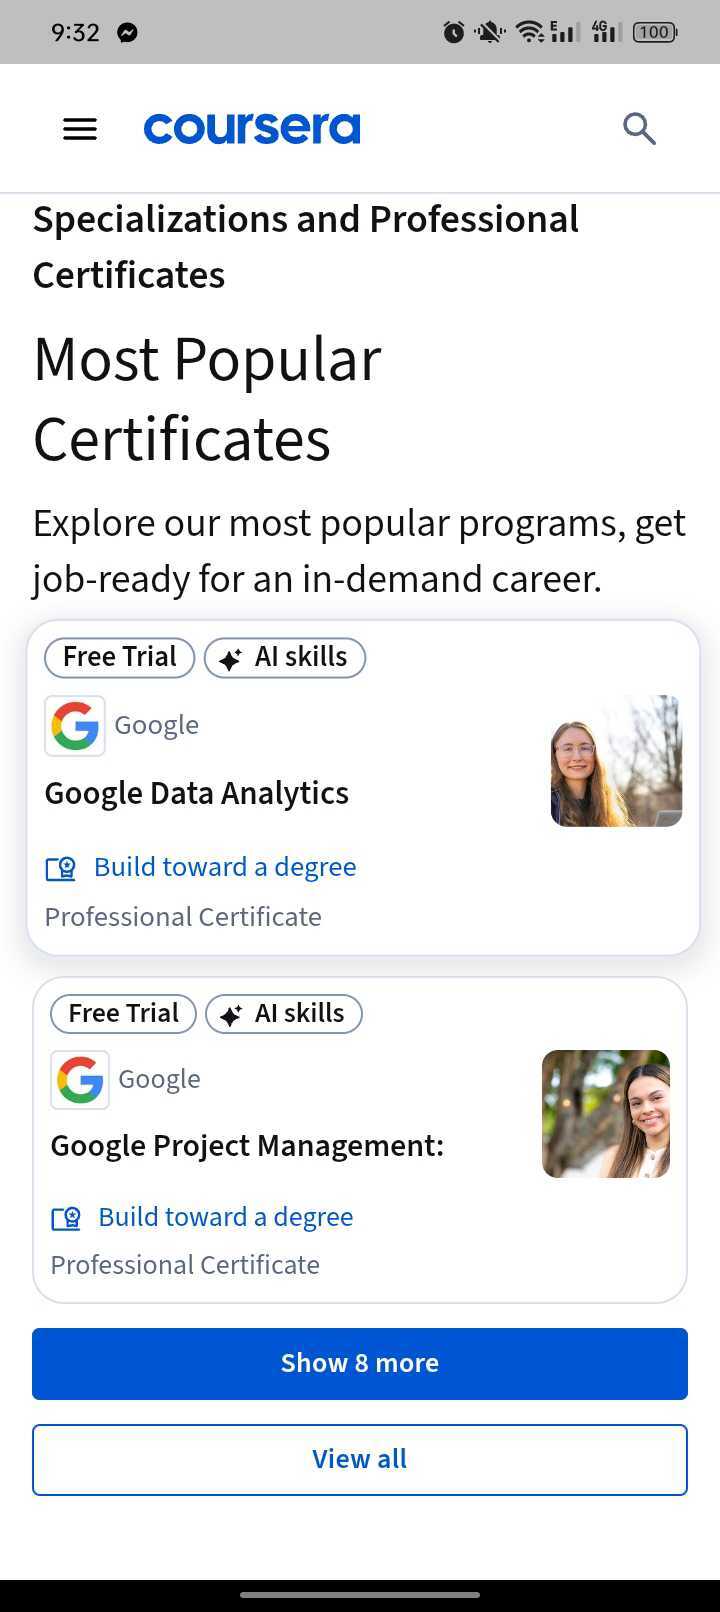 9:32
E 4G 100
coursera
Specializations and Professional
Certificates
Most Popular
Certificates
Explore our most popular programs, get
job-ready for an in-demand career.
Free Trial AI skills
Google
Google Data Analytics
Build toward a degree
Professional Certificate
Free Trial AI skills
Google
Google Project Management:
Build toward a degree
Professional Certificate
Show 8 more
View all